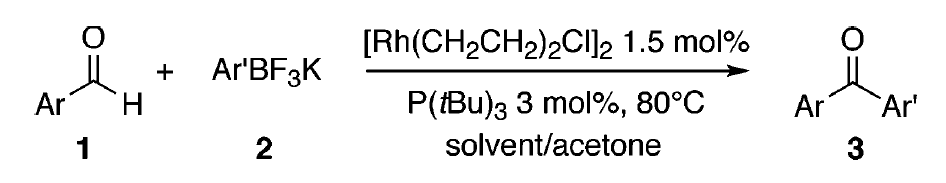 O
Ar H
1
+
Ar'BF3K
2
[Rh(CH2CH2)2Cl]2 1.5 mol%
P(tBu)3 3 mol%, 80°C
solvent/acetone
O
Ar Ar'
3